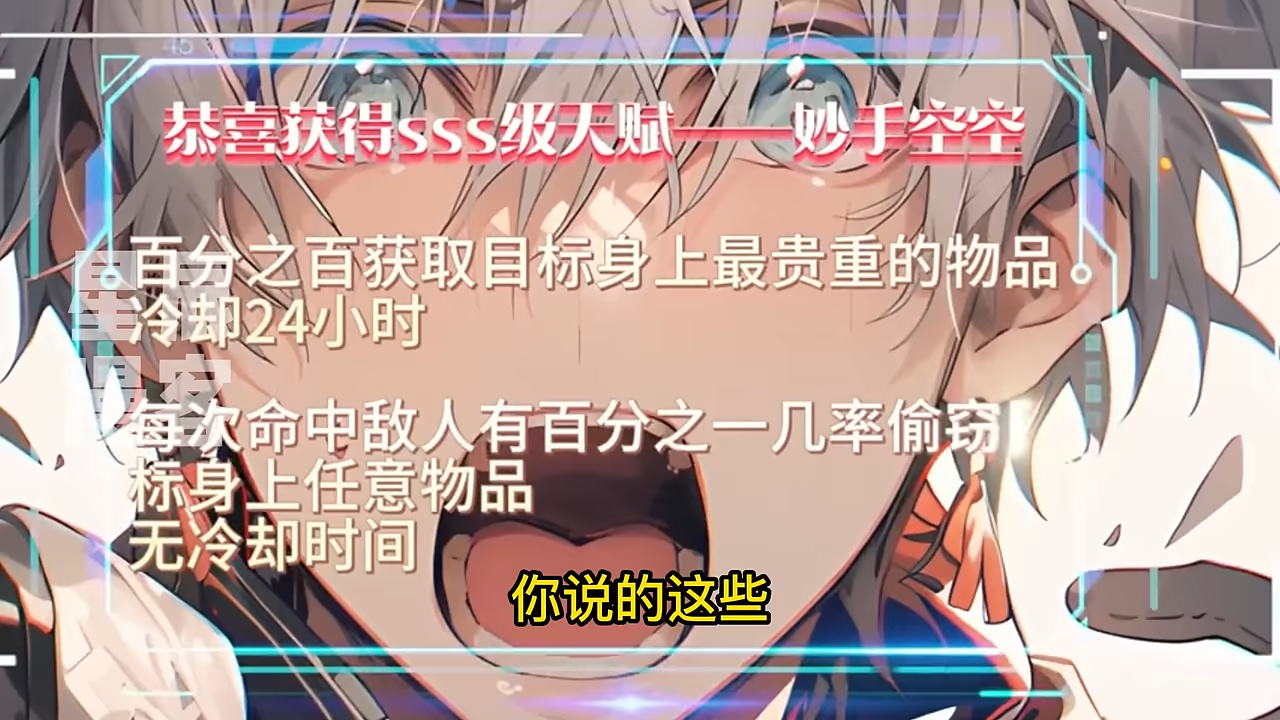 恭喜获得sss级天赋——妙手空空
百分之百获取目标身上最贵重的物品。
冷却24小时
每次命中敌人有百分之一几率偷窃
标身上任意物品
无冷却时间
你说的这些